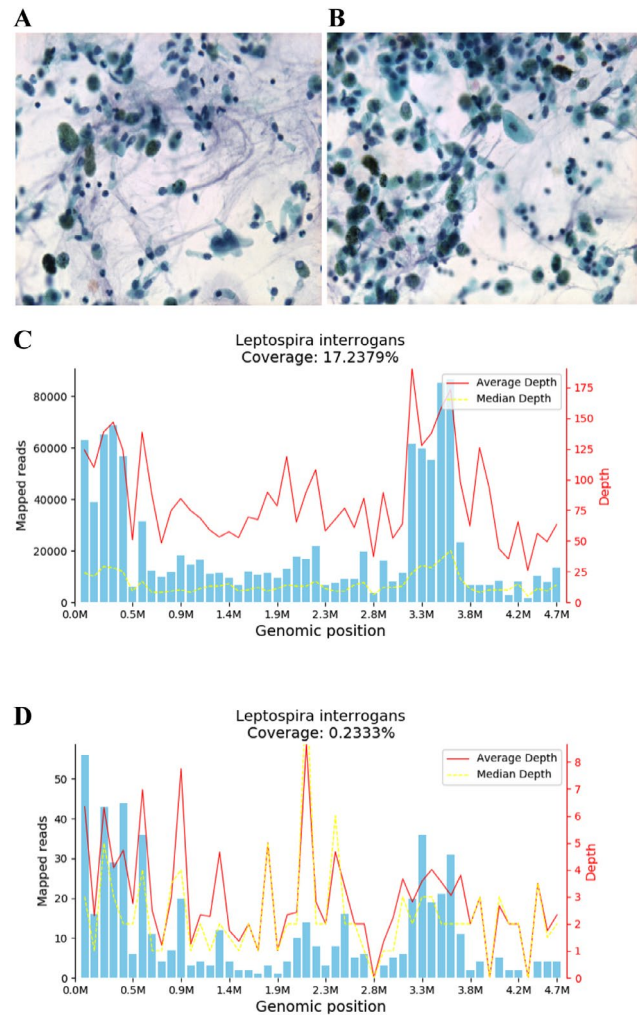 A
B
C
Leptospira interrogans
Coverage: 17.2379%
Average Depth
Median Depth
Mapped reads
80000
60000
40000
20000
0
175
150
125
100
75
50
25
0
Depth
0.0M 0.5M 0.9M 1.5M 1.9M 2.3M 2.8M 3.3M 3.8M 4.2M 4.7M
Genomic position
D
Leptospira interrogans
Coverage: 0.2333%
Average Depth
Median Depth
Mapped reads
50
40
30
20
10
0
8
7
6
5
4
3
2
1
0
Depth
0.0M 0.5M 0.9M 1.5M 1.9M 2.3M 2.8M 3.3M 3.8M 4.2M 4.7M
Genomic position